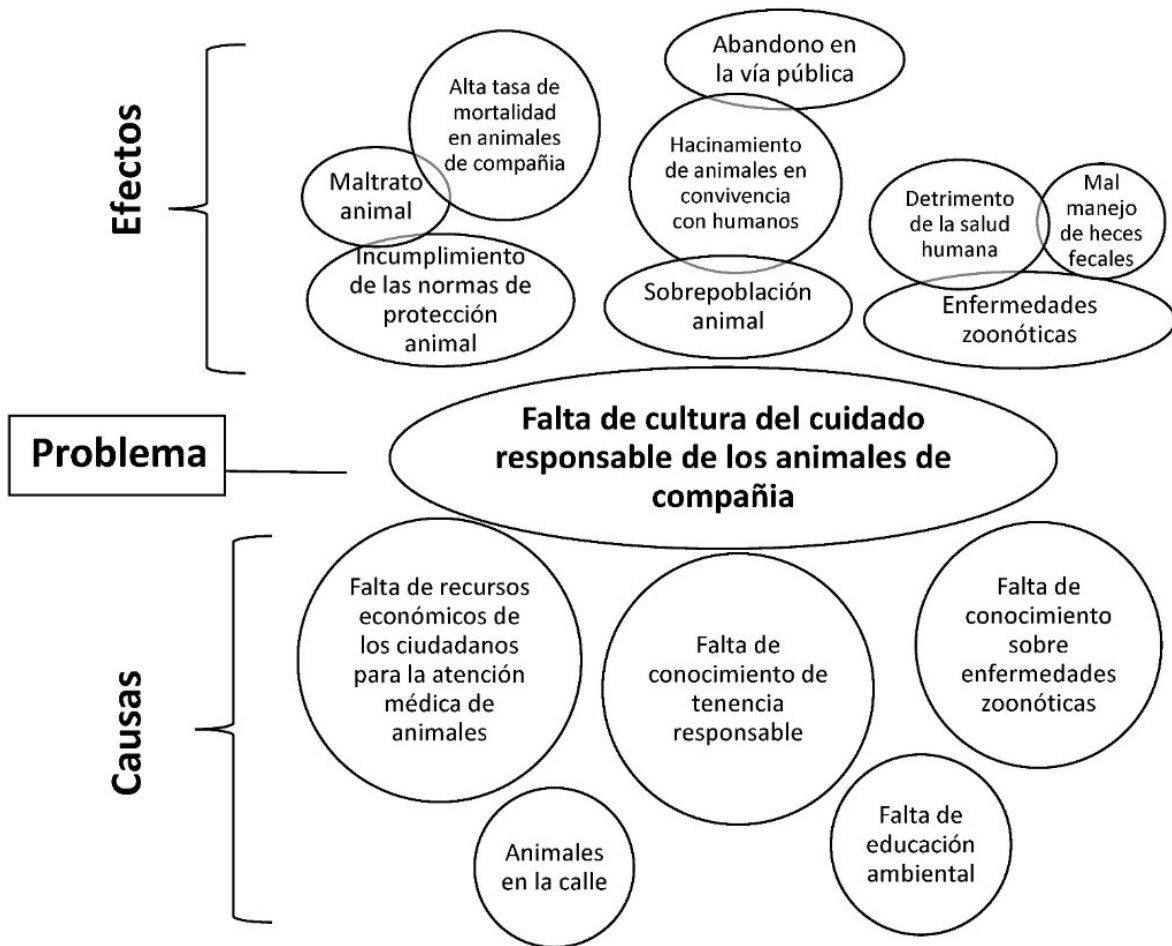 Efectos
Abandono en
la vía pública
Alta tasa de
mortalidad
en animales
de compañia
Hacinamiento
de animales en
convivencia
con humanos
Maltrato
animal
Detrimento
de la salud
humana
Mal
manejo
de heces
fecales
Incumplimiento
de las normas de
protección
animal
Sobrepoblación
animal
Enfermedades
zoonóticas
Problema
Falta de cultura del cuidado
responsable de los animales de
compañia
Causas
Falta de recursos
económicos de
los ciudadanos
para la atención
médica de
animales
Falta de
conocimiento de
tenencia
responsable
Falta de
conocimiento
sobre
enfermedades
zoonóticas
Animales
en la calle
Falta de
educación
ambiental